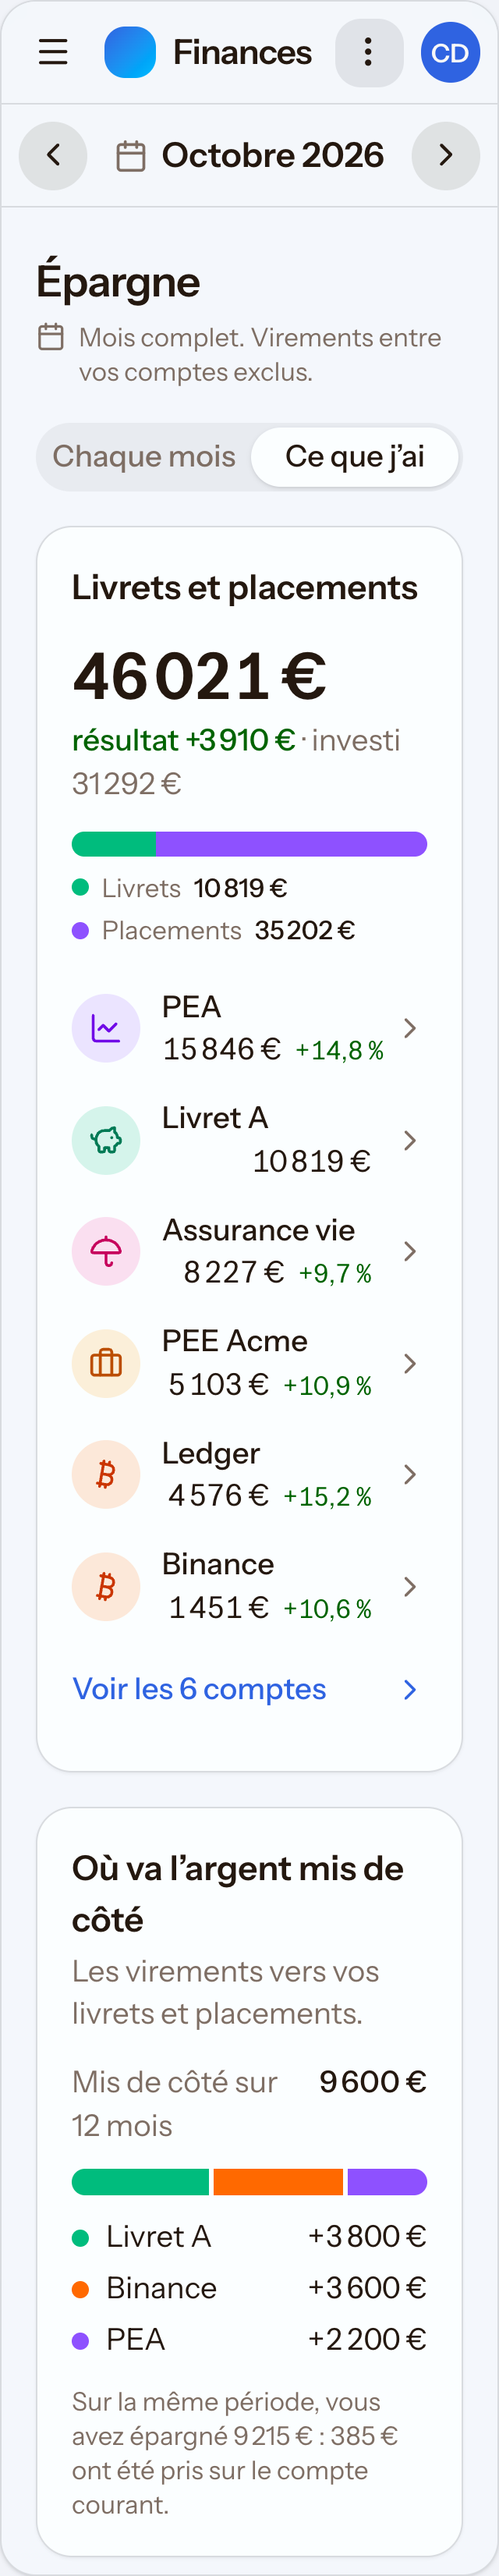 Finances
CD
Octobre 2026
Épargne
Mois complet. Virements entre
vos comptes exclus.
Chaque mois
Ce que j’ai
Livrets et placements
46 021 €
résultat +3 910 € · investi
31 292 €
Livrets 10 819 €
Placements 35 202 €
PEA
15 846 € +14,8 %
Livret A
10 819 €
Assurance vie
8 227 € +9,7 %
PEE Acme
5 103 € +10,9 %
Ledger
4 576 € +15,2 %
Binance
1 451 € +10,6 %
Voir les 6 comptes
Où va l’argent mis de
côté
Les virements vers vos
livrets et placements.
Mis de côté sur 9 600 €
12 mois
Livret A +3 800 €
Binance +3 600 €
PEA +2 200 €
Sur la même période, vous
avez épargné 9 215 € : 385 €
ont été pris sur le compte
courant.